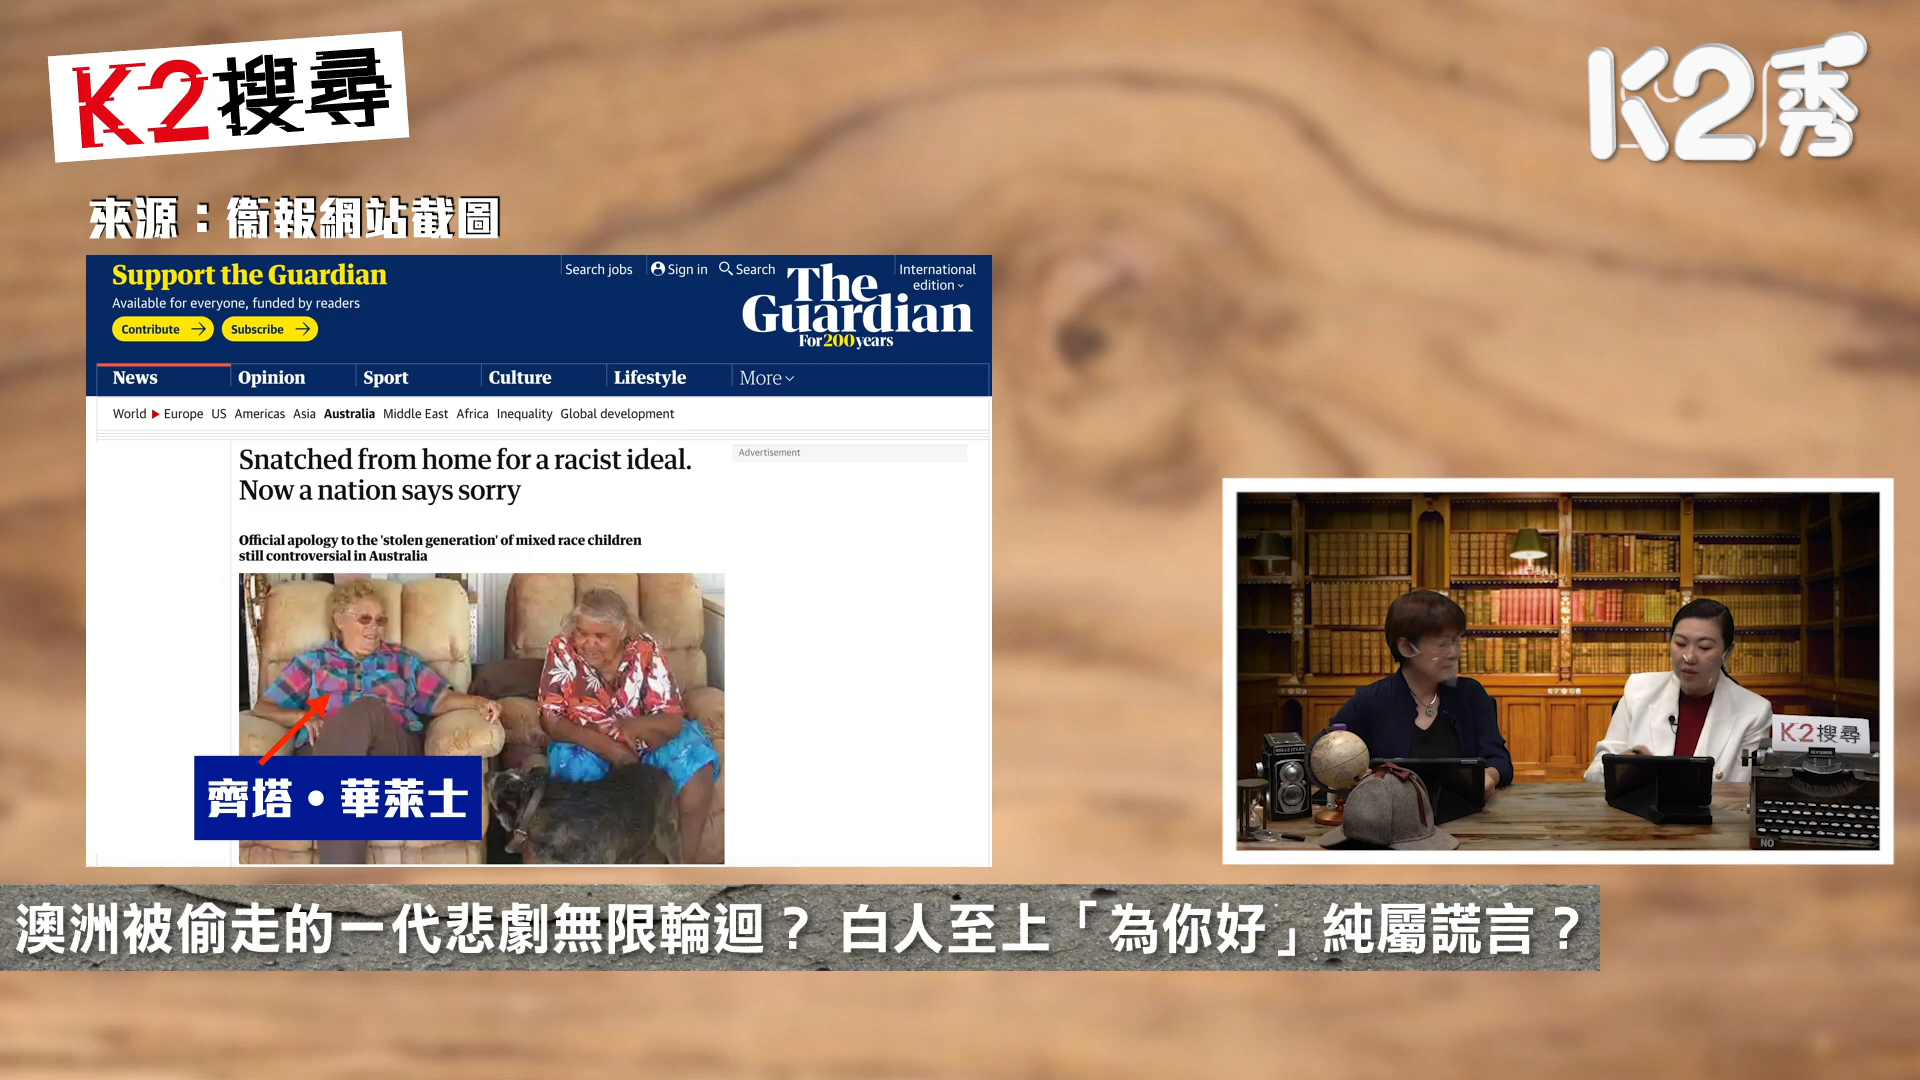 K2搜尋
K2秀
來源：衞報網站截圖
Support the Guardian
Available for everyone, funded by readers
Contribute
Subscribe
Search jobs
Sign in
Search
International
edition
The
Guardian
For 200 years
News
Opinion
Sport
Culture
Lifestyle
More
World
Europe
US
Americas
Asia
Australia
Middle East
Africa
Inequality
Global development
Snatched from home for a racist ideal.
Now a nation says sorry
Advertisement
Official apology to the 'stolen generation' of mixed race children
still controversial in Australia
齊塔•華萊士
K2搜尋
ROLLEIFLEX
NO
澳洲被偷走的一代悲劇無限輪迴？ 白人至上「為你好」純屬謊言？